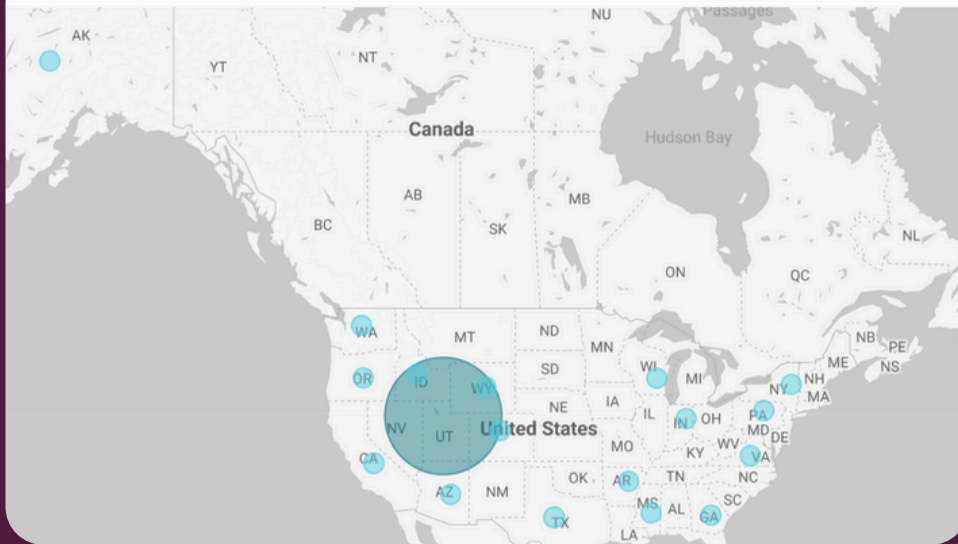 Passages
NU
AK
NT
YT
Canada
Hudson Bay
AB
MB
BC
SK
NL
ON
QC
WA
MT
ND
MN
NB
PE
ME
NS
OR
ID
WY
SD
WI
MI
NY
NH
MA
IA
NE
IL
IN
OH
PA
MD
DE
NV
UT
United States
MO
KY
WV
VA
CA
AZ
NM
OK
AR
TN
NC
MS
AL
SC
TX
GA
LA